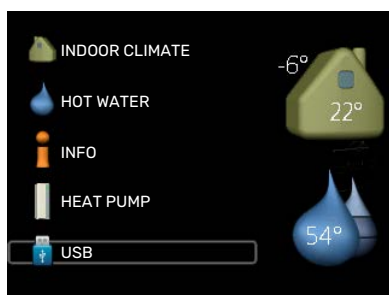 INDOOR CLIMATE
HOT WATER
INFO
HEAT PUMP
USB
-6°
22°
54°